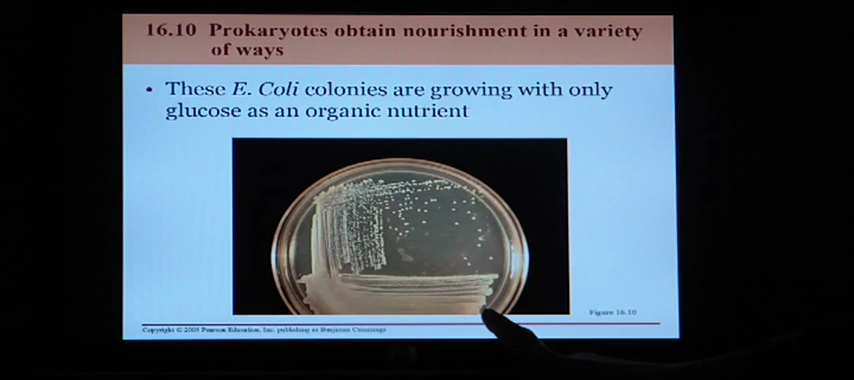 16.10 Prokaryotes obtain nourishment in a variety
of ways
• These E. Coli colonies are growing with only
glucose as an organic nutrient
Figure 16.10
Copyright © 2005 Pearson Education, Inc. publishing as Benjamin Cummings